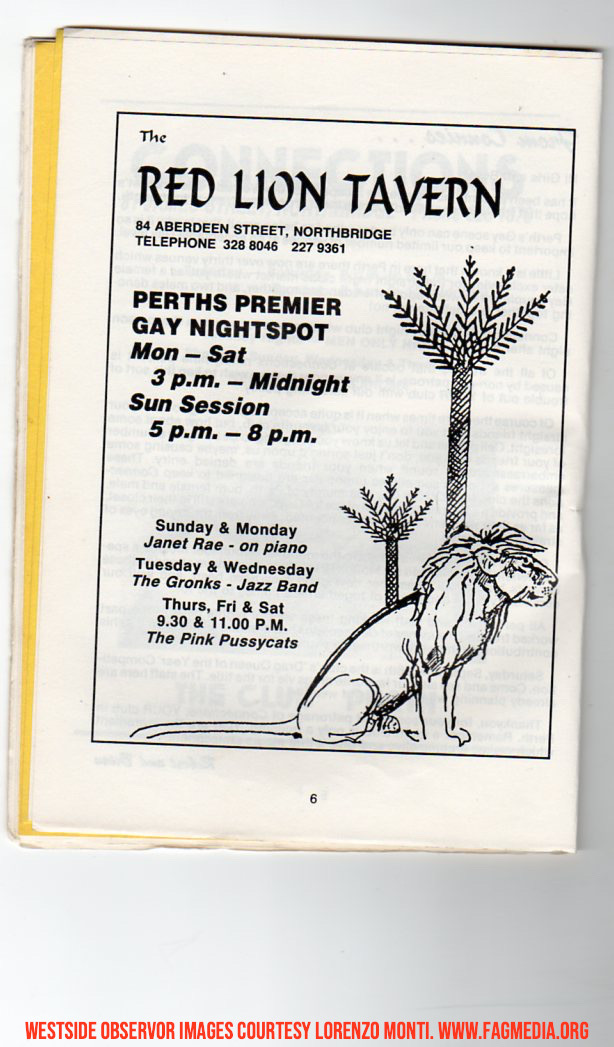 The
RED LION TAVERN
84 ABERDEEN STREET, NORTHBRIDGE
TELEPHONE 328 8046 227 9361
PERTHS PREMIER
GAY NIGHTSPOT
Mon – Sat
3 p.m. – Midnight
Sun Session
5 p.m. – 8 p.m.
Sunday & Monday
Janet Rae - on piano
Tuesday & Wednesday
The Gronks - Jazz Band
Thurs, Fri & Sat
9.30 & 11.00 P.M.
The Pink Pussycats
6
WESTSIDE OBSERVOR IMAGES COURTESY LORENZO MONTI. WWW.FAGMEDIA.ORG